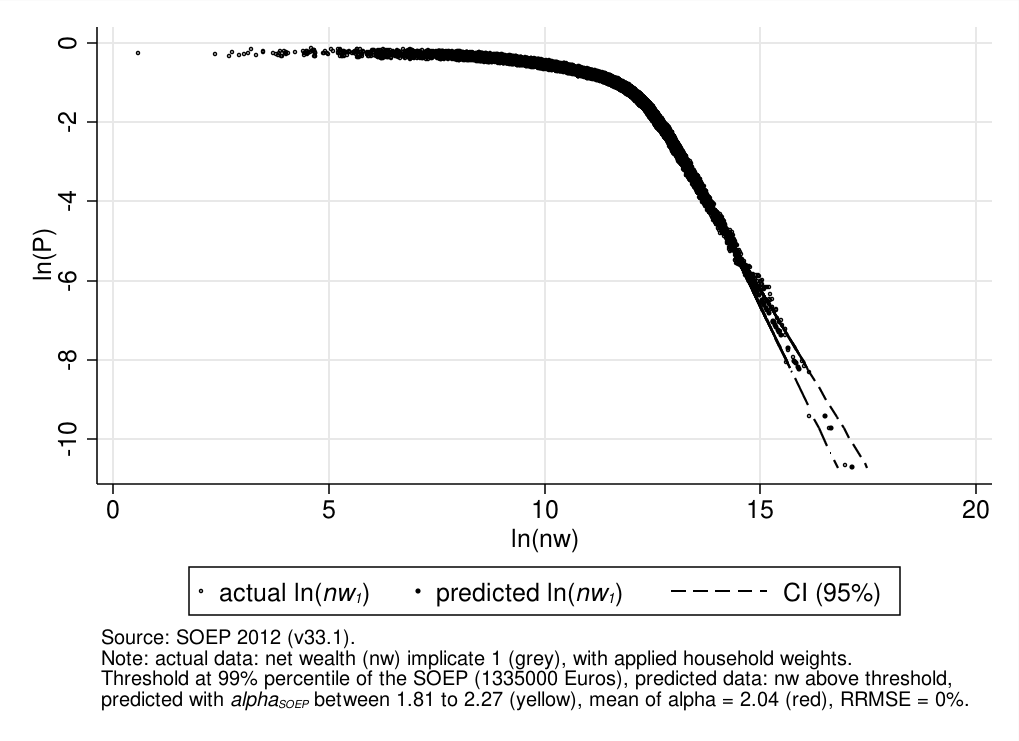 0
-2
-4
-6
-8
-10
ln(P)
0 5 10 15 20
ln(nw)
actual ln(nw₁) predicted ln(nw₁) CI (95%)
Source: SOEP 2012 (v33.1).
Note: actual data: net wealth (nw) implicate 1 (grey), with applied household weights.
Threshold at 99% percentile of the SOEP (1335000 Euros), predicted data: nw above threshold,
predicted with alphaSOEP between 1.81 to 2.27 (yellow), mean of alpha = 2.04 (red), RRMSE = 0%.